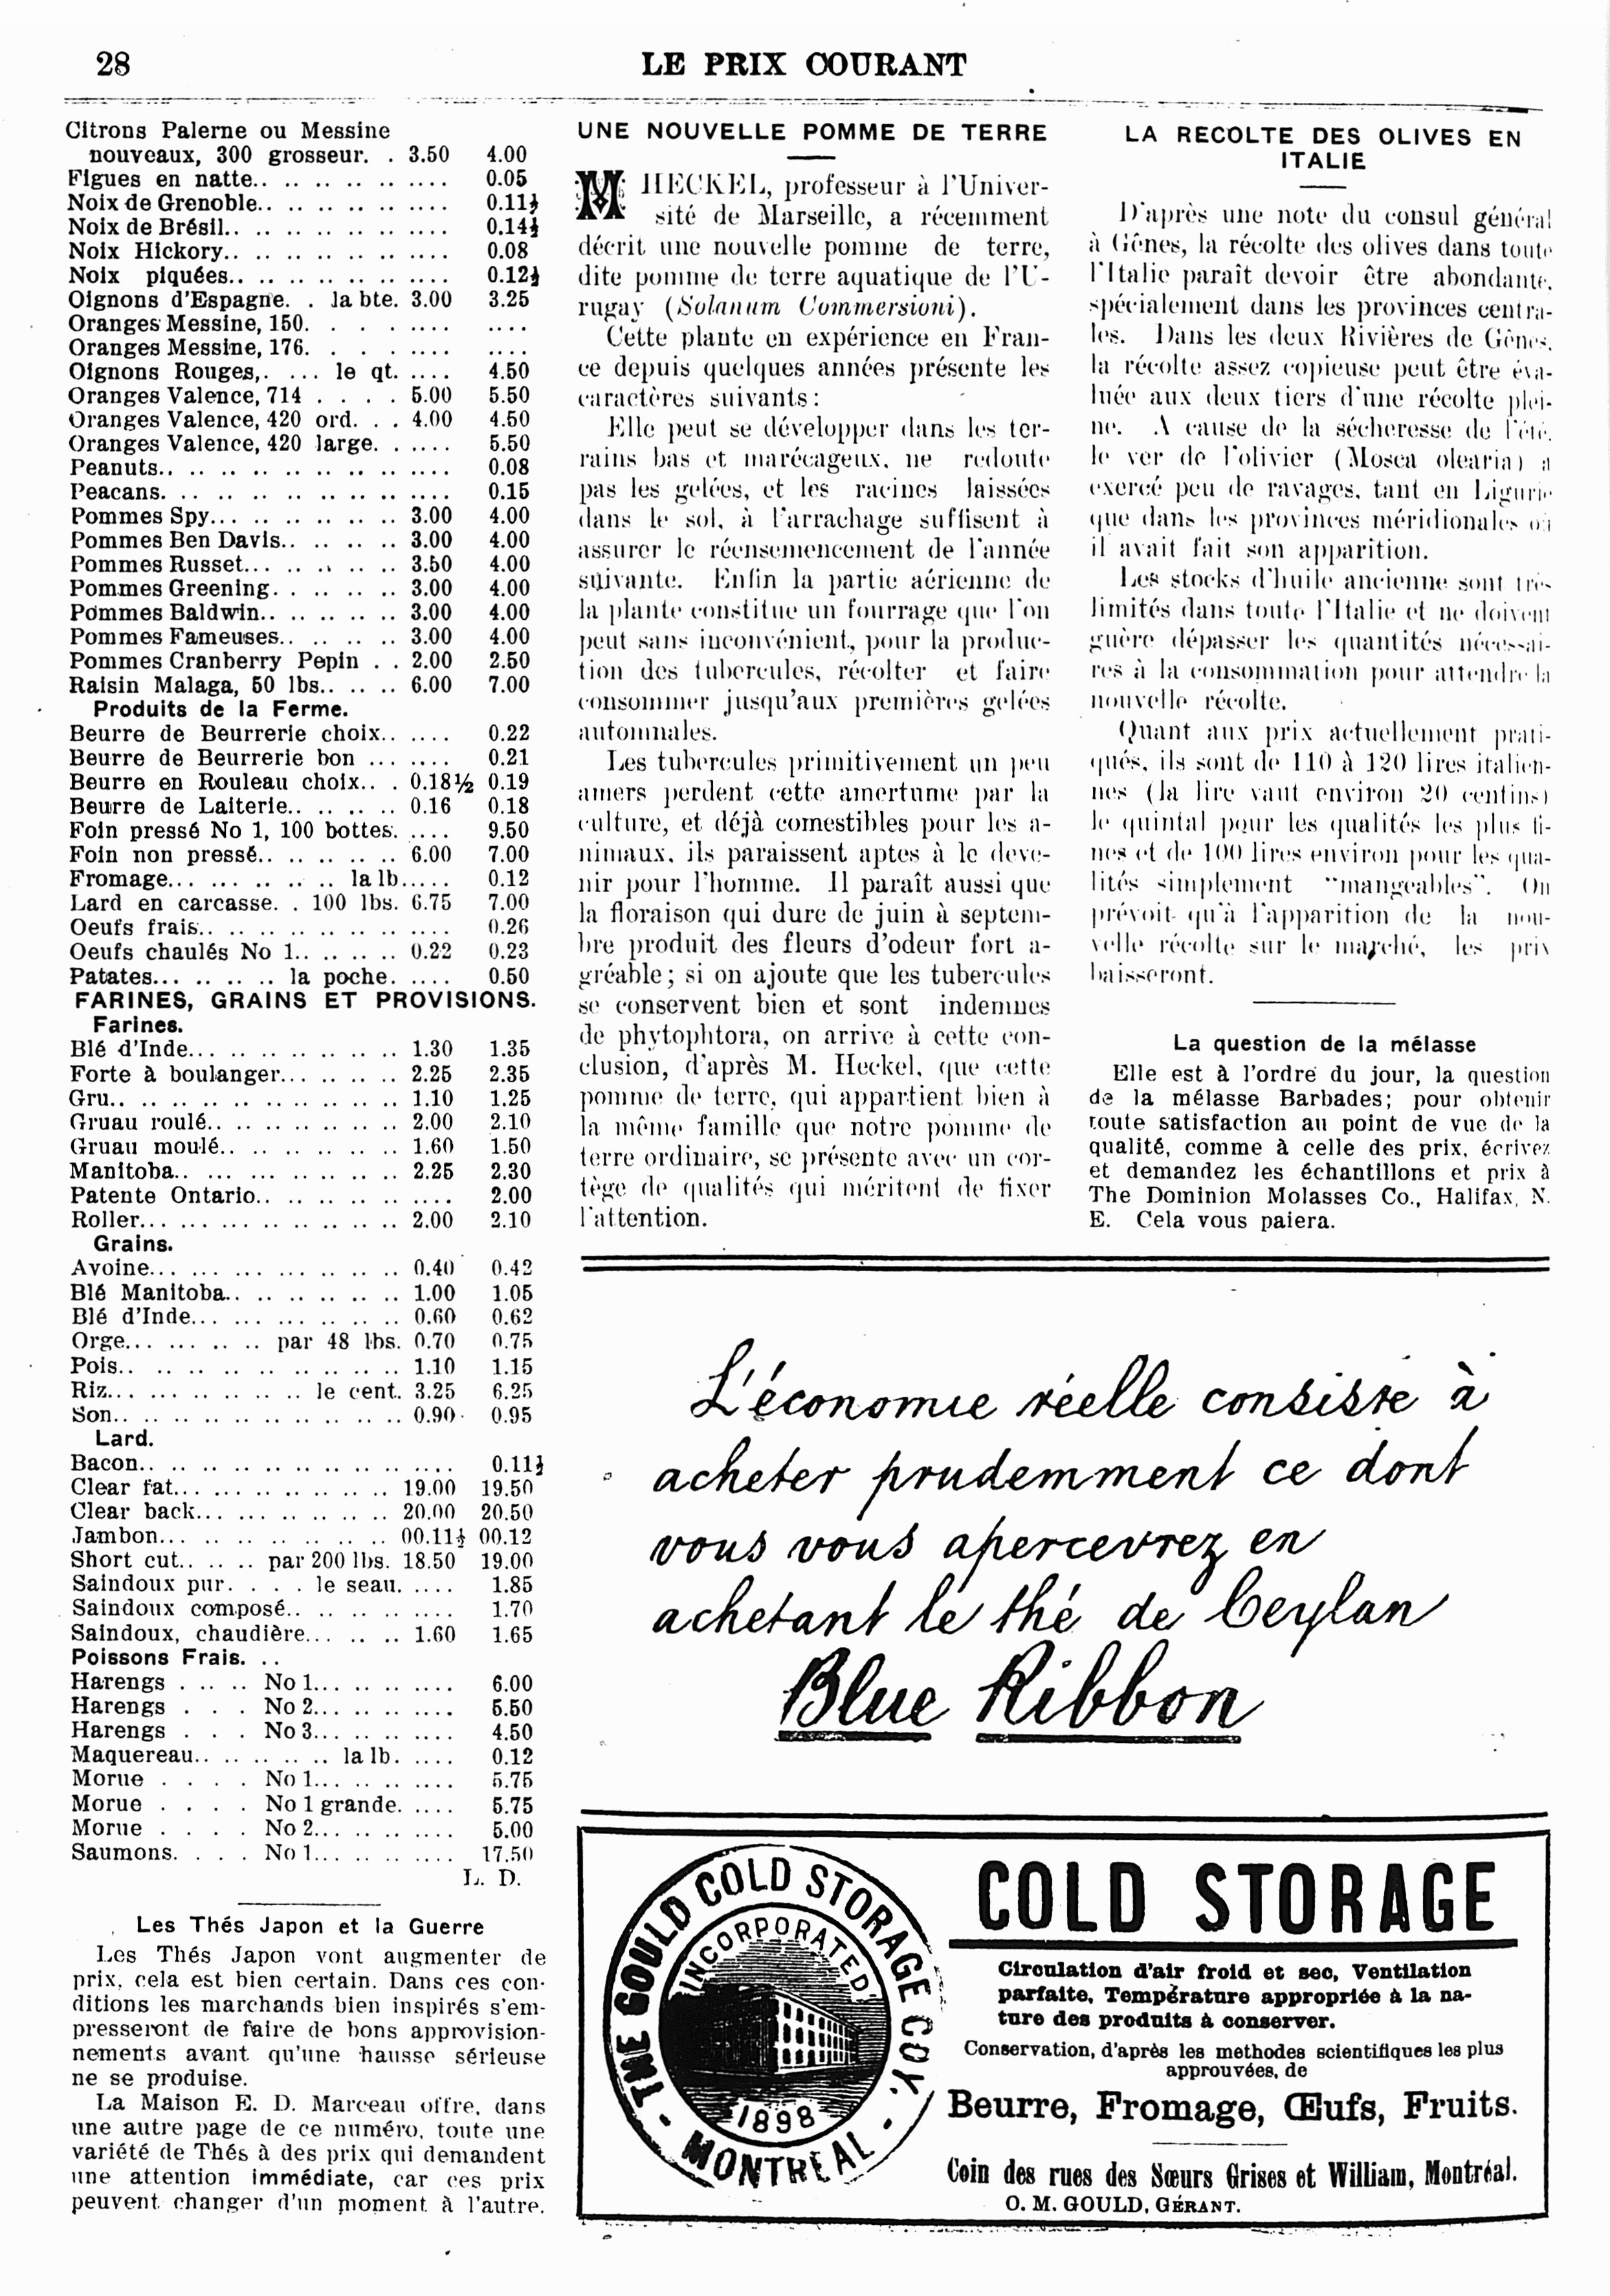 28
LE PRIX COURANT
Citrons Palerne ou Messine
nouveaux, 300 grosseur. . 3.50 4.00
Figues en natte.. .. .. .. .. .... 0.05
Noix de Grenoble.. .. .. .. .. .... 0.11½
Noix de Brésil.. .. .. .. .. .. .... 0.14½
Noix Hickory.. .. .. .. .. .. .... 0.08
Noix piquées.. .. .. .. .. .. .... 0.12½
Oignons d'Espagne. . la bte. 3.00 3.25
Oranges Messine, 150. . . . . .... ....
Oranges Messine, 176. . . . . .... ....
Oignons Rouges,. ... le qt. .... 4.50
Oranges Valence, 714 . . . . 5.00 5.50
Oranges Valence, 420 ord. . . 4.00 4.50
Oranges Valence, 420 large. . .... 5.50
Peanuts.. .. .. .. .. .. .. .. .... 0.08
Peacans. .. .. .. .. .. .. .. .... 0.15
Pommes Spy... .. .. .. .. .. 3.00 4.00
Pommes Ben Davis.. .. .. .. 3.00 4.00
Pommes Russet... .. .. .. .. 3.50 4.00
Pommes Greening. .. .. .. .. 3.00 4.00
Pommes Baldwin.. .. .. .. .. 3.00 4.00
Pommes Fameuses.. .. .. .. 3.00 4.00
Pommes Cranberry Pepin . . 2.00 2.50
Raisin Malaga, 50 lbs.. .. .. 6.00 7.00
Produits de la Ferme.
Beurre de Beurrerie choix.. .... 0.22
Beurre de Beurrerie bon ... .... 0.21
Beurre en Rouleau choix.. . 0.18½ 0.19
Beurre de Laiterie.. .. .. .. 0.16 0.18
Foin pressé No 1, 100 bottes. .... 9.50
Foin non pressé.. .. .. .. .. 6.00 7.00
Fromage... ... .. .. .. la lb..... 0.12
Lard en carcasse. . 100 lbs. 6.75 7.00
Oeufs frais.. .. .. .. .. .. .... 0.26
Oeufs chaulés No 1.. .. .. .. 0.22 0.23
Patates... .. .. .. la poche. .... 0.50
FARINES, GRAINS ET PROVISIONS.
Farines.
Blé d'Inde... .. .. .. .. .. .. 1.30 1.35
Forte à boulanger... .. .. .. 2.25 2.35
Gru.. .. .. .. .. .. .. .. .. .. 1.10 1.25
Gruau roulé.. .. .. .. .. .. .. 2.00 2.10
Gruau moulé.. .. .. .. .. .. 1.60 1.50
Manitoba.. ... ... .. .. .. .. 2.25 2.30
Patente Ontario.. .. .. .. .. .... 2.00
Roller... ... ... .. .. .. .. .. 2.00 2.10
Grains.
Avoine... ... ... ... .. .. .. 0.40 0.42
Blé Manitoba.. .. .. .. .. .. 1.00 1.05
Blé d'Inde... ... ... .. .. .. 0.60 0.62
Orge... ... .. .. par 48 lbs. 0.70 0.75
Pois.. .. .. .. .. .. .. .. .. 1.10 1.15
Riz... ... .. .. .. .. le cent. 3.25 6.25
Son.. .. .. .. .. .. .. .. .. .. 0.90 0.95
Lard.
Bacon.. .. .. .. .. .. .. .. .... 0.11½
Clear fat... ... .. .. .. .. .. 19.00 19.50
Clear back... ... ... .. .. .. 20.00 20.50
Jambon... .. .. .. .. .. .. .. 00.11½ 00.12
Short cut.. .. .. par 200 lbs. 18.50 19.00
Saindoux pur. . . . le seau. .... 1.85
Saindoux composé.. .. .. .. .... 1.70
Saindoux, chaudière... .. .. 1.60 1.65
Poissons Frais. ..
Harengs . .. .. No 1... .. .. .... 6.00
Harengs . . . No 2... .. .. .... 5.50
Harengs . . . No 3... .. .. .... 4.50
Maquereau.. .. .. .. .. la lb. .... 0.12
Morue . . . . No 1... .. .. .... 5.75
Morue . . . . No 1 grande. .... 5.75
Morue . . . . No 2... .. .. .... 5.00
Saumons. . . . No 1... .. .. .... 17.50
L. D.
Les Thés Japon et la Guerre
Les Thés Japon vont augmenter de
prix, cela est bien certain. Dans ces con-
ditions les marchands bien inspirés s'em-
presseront de faire de bons approvision-
nements avant qu'une hausse sérieuse
ne se produise.
La Maison E. D. Marceau offre, dans
une autre page de ce numéro, toute une
variété de Thés à des prix qui demandent
une attention immédiate, car ces prix
peuvent changer d'un moment à l'autre.
UNE NOUVELLE POMME DE TERRE
M HECKEL, professeur à l'Univer-
sité de Marseille, a récemment
décrit une nouvelle pomme de terre,
dite pomme de terre aquatique de l'U-
rugay (Solanum Commersioni).
Cette plante en expérience en Fran-
ce depuis quelques années présente les
caractères suivants:
Elle peut se développer dans les ter-
rains bas et marécageux, ne redoute
pas les gelées, et les racines laissées
dans le sol, à l'arrachage suffisent à
assurer le réensemencement de l'année
suivante. Enfin la partie aérienne de
la plante constitue un fourrage que l'on
peut sans inconvénient, pour la produc-
tion des tubercules, récolter et faire
consommer jusqu'aux premières gelées
automnales.
Les tubercules primitivement un peu
amers perdent cette amertume par la
culture, et déjà comestibles pour les a-
nimaux, ils paraissent aptes à le deve-
nir pour l'homme. Il paraît aussi que
la floraison qui dure de juin à septem-
bre produit des fleurs d'odeur fort a-
gréable; si on ajoute que les tubercules
se conservent bien et sont indemnes
de phytophtora, on arrive à cette con-
clusion, d'après M. Heckel, que cette
pomme de terre, qui appartient bien à
la même famille que notre pomme de
terre ordinaire, se présente avec un cor-
tège de qualités qui méritent de fixer
l'attention.
LA RECOLTE DES OLIVES EN
ITALIE
D'après une note du consul général
à Gênes, la récolte des olives dans toute
l'Italie paraît devoir être abondante,
spécialement dans les provinces centra-
les. Dans les deux Rivières de Gênes,
la récolte assez copieuse peut être éva-
luée aux deux tiers d'une récolte plei-
ne. A cause de la sécheresse de l'été,
le ver de l'olivier (Mosca olearia) a
exercé peu de ravages, tant en Ligurie
que dans les provinces méridionales où
il avait fait son apparition.
Les stocks d'huile ancienne sont très
limités dans toute l'Italie et ne doivent
guère dépasser les quantités nécessai-
res à la consommation pour attendre la
nouvelle récolte.
Quant aux prix actuellement prati-
qués, ils sont de 110 à 120 lires italien-
nes (la lire vaut environ 20 centins)
le quintal pour les qualités les plus fi-
nes et de 100 lires environ pour les qua-
lités simplement "mangeables". On
prévoit qu'à l'apparition de la nou-
velle récolte sur le marché, les prix
baisseront.
La question de la mélasse
Elle est à l'ordre du jour, la question
de la mélasse Barbades; pour obtenir
toute satisfaction au point de vue de la
qualité, comme à celle des prix, écrivez
et demandez les échantillons et prix à
The Dominion Molasses Co., Halifax, N.
E. Cela vous paiera.
L'économie réelle consiste à
acheter prudemment ce dont
vous vous apercevrez en
achetant le thé de Ceylan
Blue Ribbon
THE GOULD COLD STORAGE COY.
INCORPORATED
1898
MONTRÉAL
COLD STORAGE
Circulation d'air froid et sec, Ventilation
parfaite, Température appropriée à la na-
ture des produits à conserver.
Conservation, d'après les méthodes scientifiques les plus
approuvées, de
Beurre, Fromage, Œufs, Fruits.
Coin des rues des Sœurs Grises et William, Montréal.
O. M. GOULD, GÉRANT.